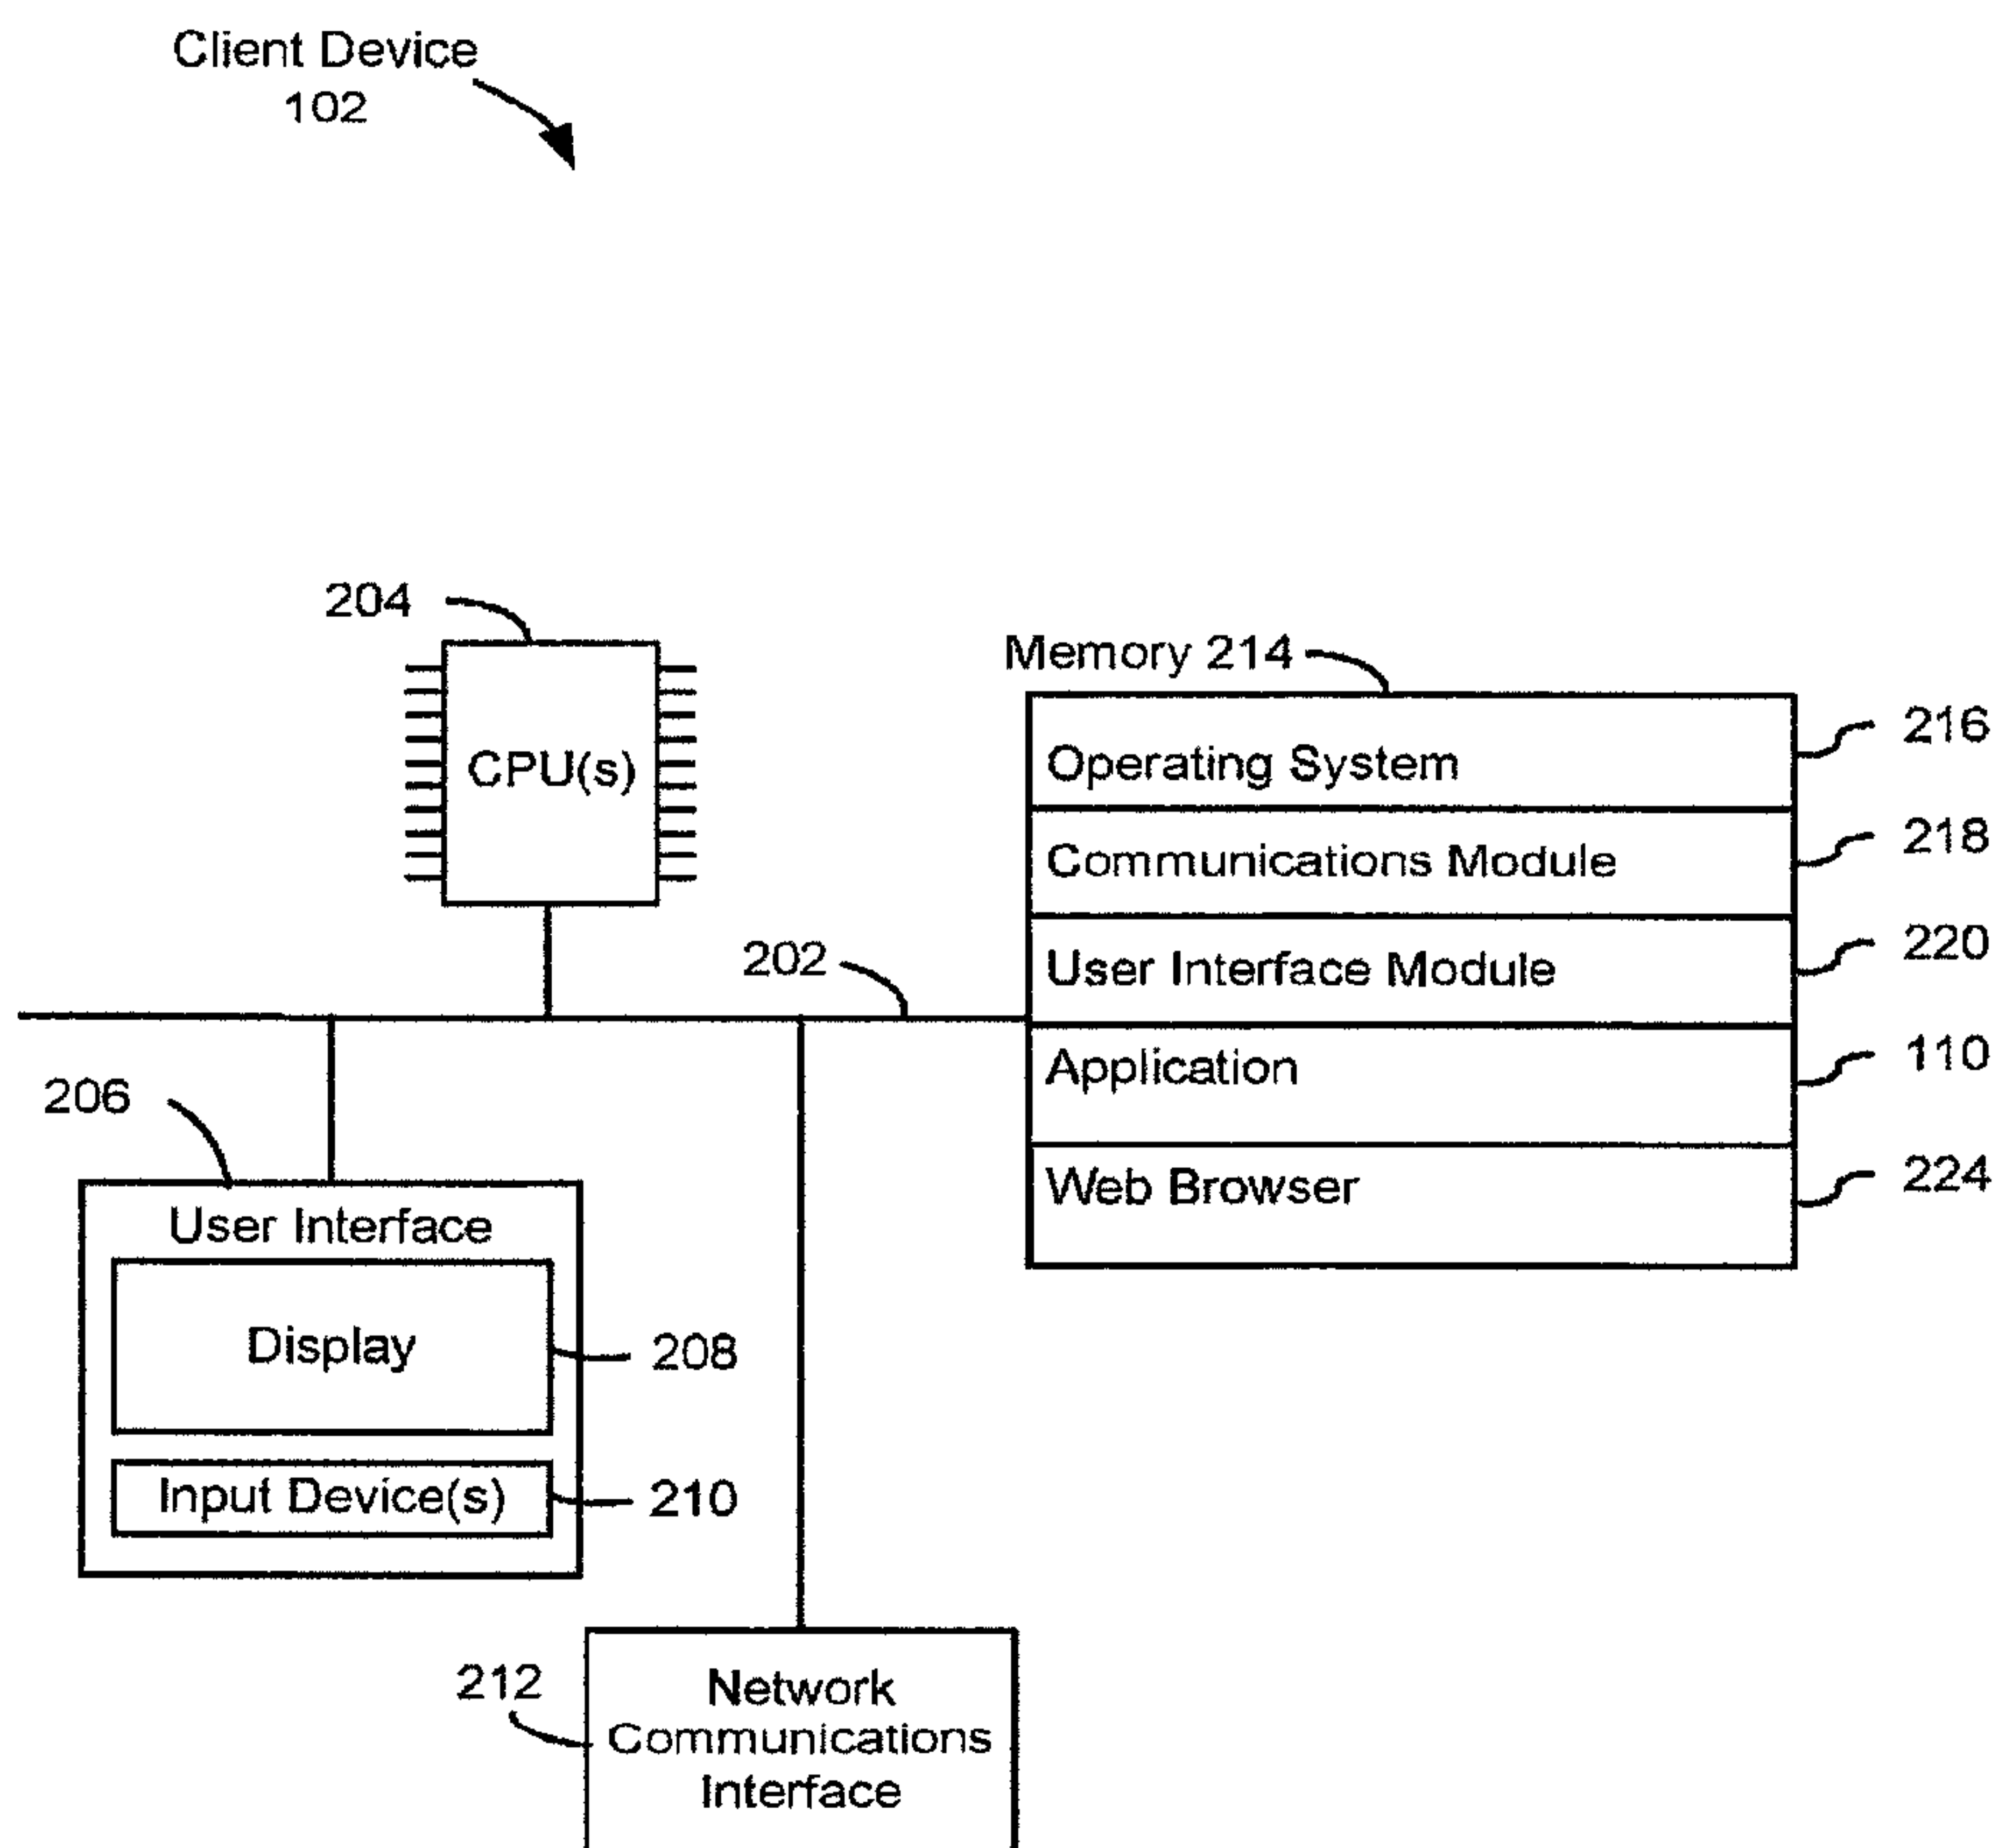 Client Device
102
204
CPU(s)
Memory 214
Operating System
216
Communications Module
218
User Interface Module
220
Application
110
Web Browser
224
202
206
User Interface
Display
208
Input Device(s)
210
212
Network
Communications
Interface